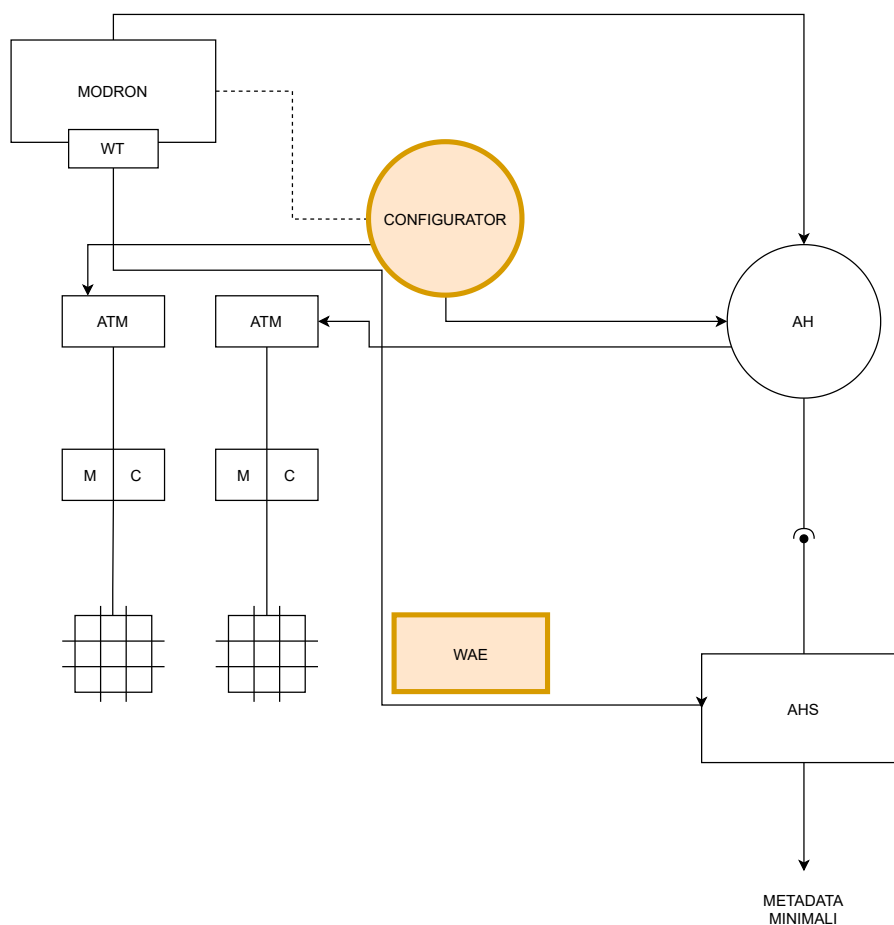 MODRON
WT
CONFIGURATOR
ATM
ATM
AH
M
C
M
C
WAE
AHS
METADATA
MINIMALI